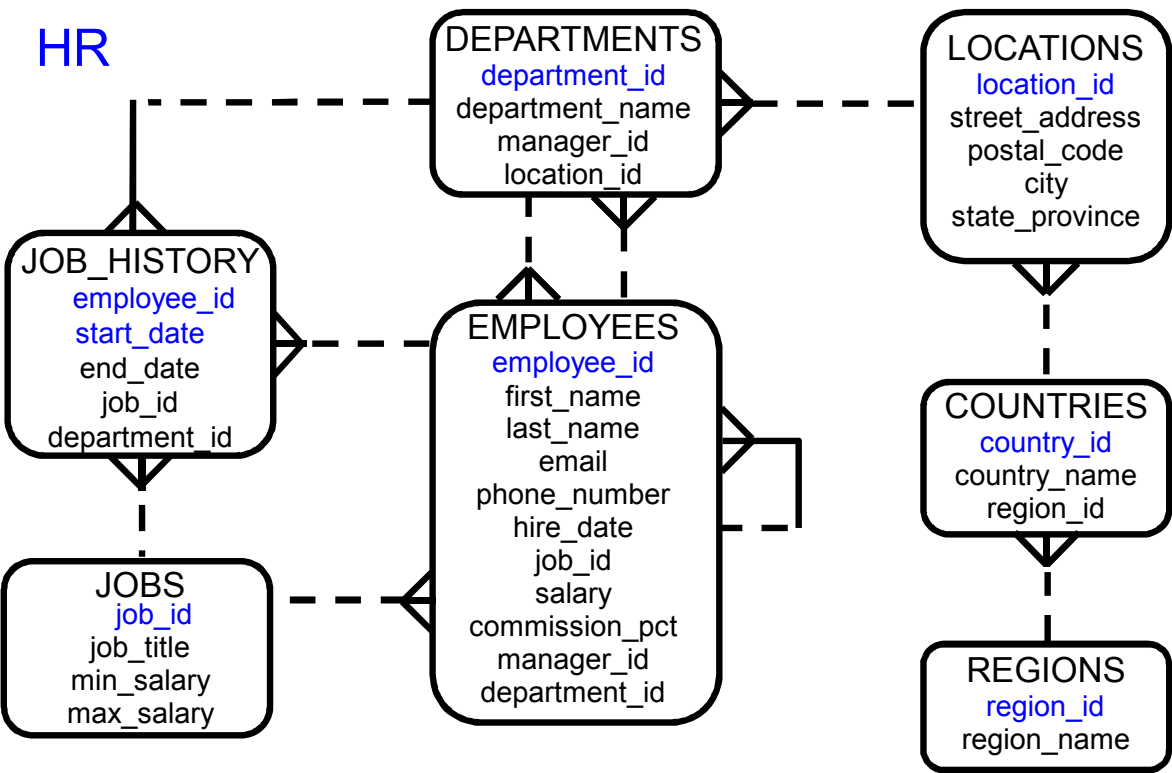 HR
DEPARTMENTS
department_id
department_name
manager_id
location_id
LOCATIONS
location_id
street_address
postal_code
city
state_province
JOB_HISTORY
employee_id
start_date
end_date
job_id
department_id
EMPLOYEES
employee_id
first_name
last_name
email
phone_number
hire_date
job_id
salary
commission_pct
manager_id
department_id
COUNTRIES
country_id
country_name
region_id
JOBS
job_id
job_title
min_salary
max_salary
REGIONS
region_id
region_name